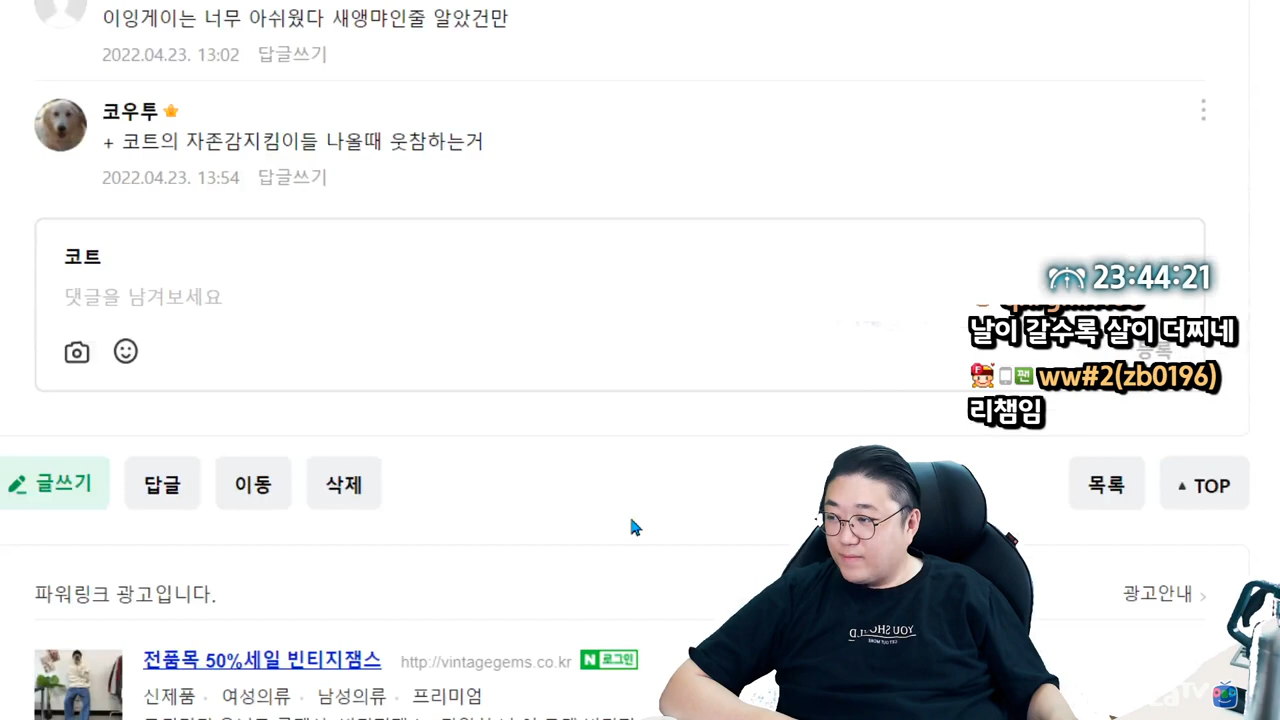 이잉게이는 너무 아쉬웠다 새앵먀인줄 알았건만
2022.04.23. 13:02 답글쓰기
코우투
+ 코트의 자존감지킴이들 나올때 웃참하는거
2022.04.23. 13:54 답글쓰기
코트
댓글을 남겨보세요
23:44:21
날이 갈수록 살이 더찌네
등록
ww#2(zb0196)
리챔임
글쓰기 답글 이동 삭제 목록 ▲ TOP
파워링크 광고입니다. 광고안내 >
YOU SHOULD
전품목 50%세일 빈티지잼스 http://vintagegems.co.kr N 로그인
신제품 · 여성의류 · 남성의류 · 프리미엄